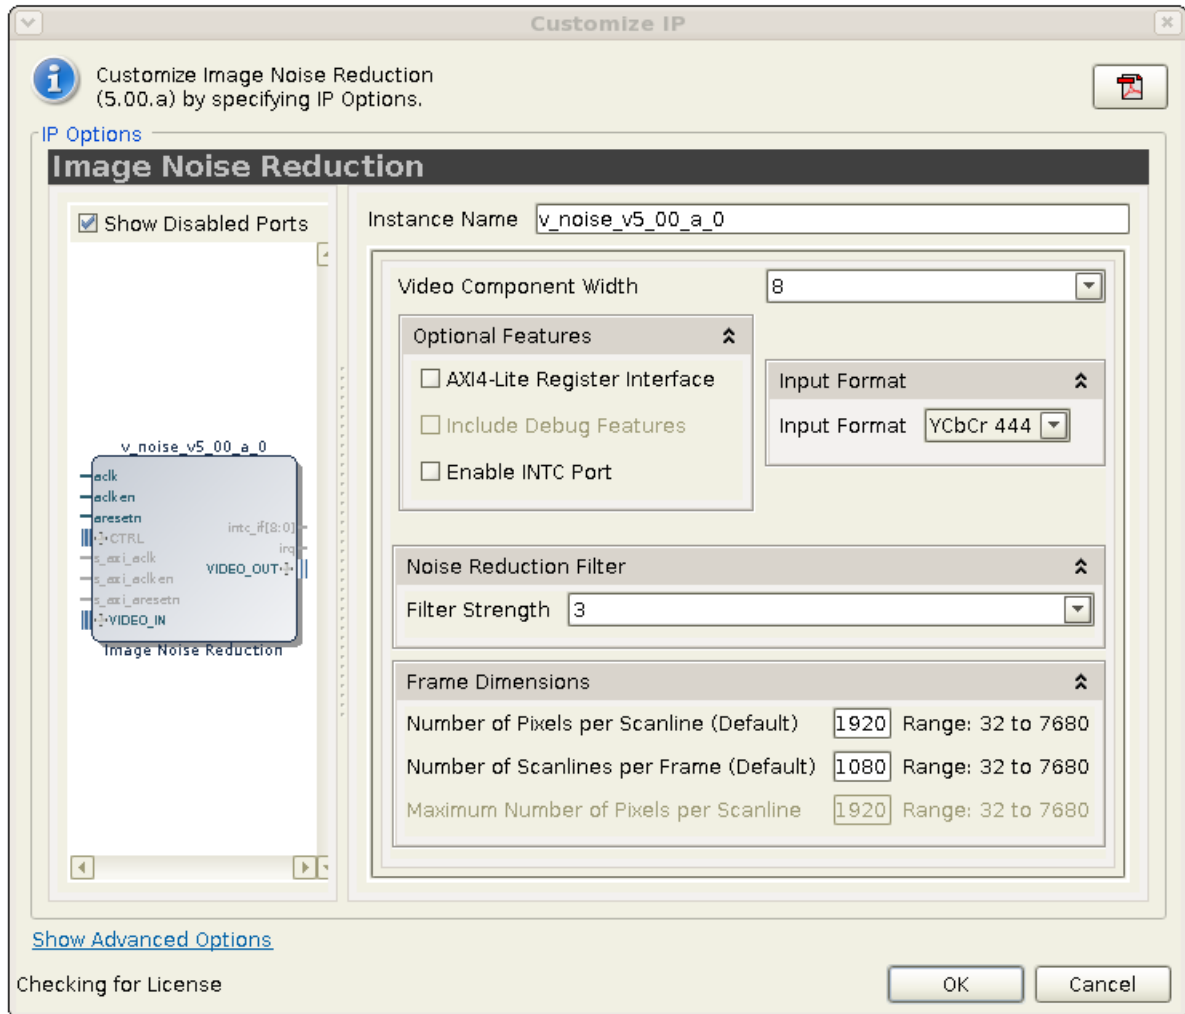 Customize IP
Customize Image Noise Reduction
(5.00.a) by specifying IP Options.
IP Options
Image Noise Reduction
Show Disabled Ports
v_noise_v5_00_a_0
aclk
aclken
aresetn
CTRL
s_axi_aclk
s_axi_aclken
s_axi_aresetn
VIDEO_IN
intc_if[8:0]
irq
VIDEO_OUT
Image Noise Reduction
Instance Name v_noise_v5_00_a_0
Video Component Width 8
Optional Features
AXI4-Lite Register Interface
Include Debug Features
Enable INTC Port
Input Format
Input Format YCbCr 444
Noise Reduction Filter
Filter Strength 3
Frame Dimensions
Number of Pixels per Scanline (Default) 1920 Range: 32 to 7680
Number of Scanlines per Frame (Default) 1080 Range: 32 to 7680
Maximum Number of Pixels per Scanline 1920 Range: 32 to 7680
Show Advanced Options
Checking for License
OK
Cancel